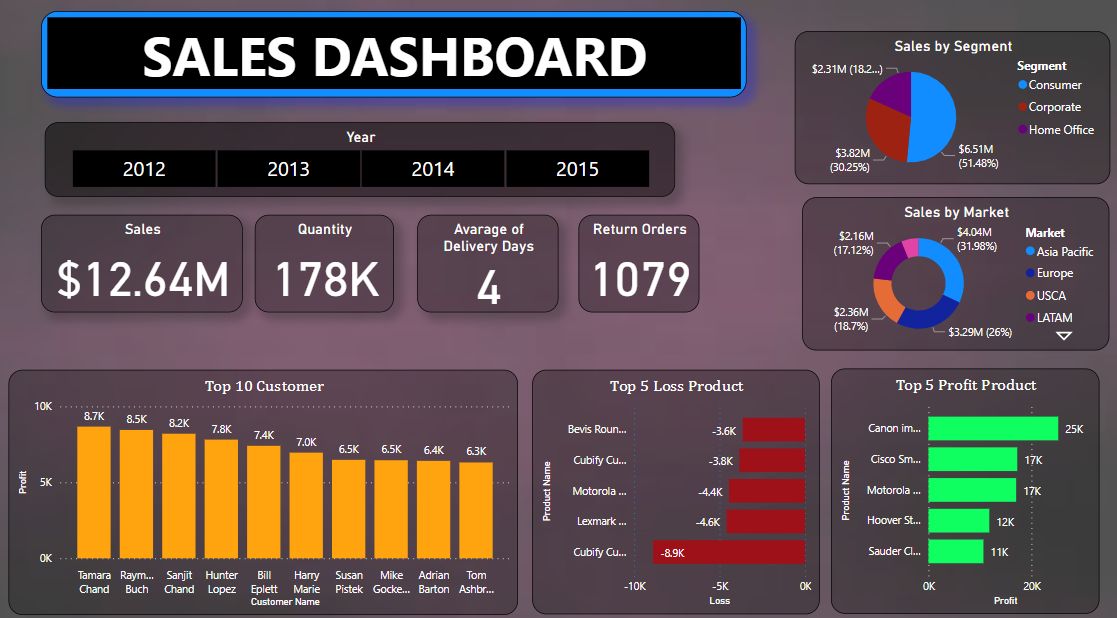 SALES DASHBOARD
Year
2012
2013
2014
2015
Sales
$12.64M
Quantity
178K
Avarage of
Delivery Days
4
Return Orders
1079
Sales by Segment
$2.31M (18.2...)
$3.82M
(30.25%)
$6.51M
(51.48%)
Segment
Consumer
Corporate
Home Office
Sales by Market
$2.16M
(17.12%)
$4.04M
(31.98%)
$2.36M
(18.7%)
$3.29M (26%)
Market
Asia Pacific
Europe
USCA
LATAM
Top 10 Customer
Profit
10K
5K
0K
8.7K
8.5K
8.2K
7.8K
7.4K
7.0K
6.5K
6.5K
6.4K
6.3K
Tamara
Chand
Raym...
Buch
Sanjit
Chand
Hunter
Lopez
Bill
Eplett
Harry
Marie
Susan
Pistek
Mike
Gocke...
Adrian
Barton
Tom
Ashbr...
Customer Name
Top 5 Loss Product
Product Name
Bevis Roun...
-3.6K
Cubify Cu...
-3.8K
Motorola ...
-4.4K
Lexmark ...
-4.6K
Cubify Cu...
-8.9K
-10K
-5K
0K
Loss
Top 5 Profit Product
Product Name
Canon im...
25K
Cisco Sm...
17K
Motorola ...
17K
Hoover St...
12K
Sauder Cl...
11K
0K
20K
Profit